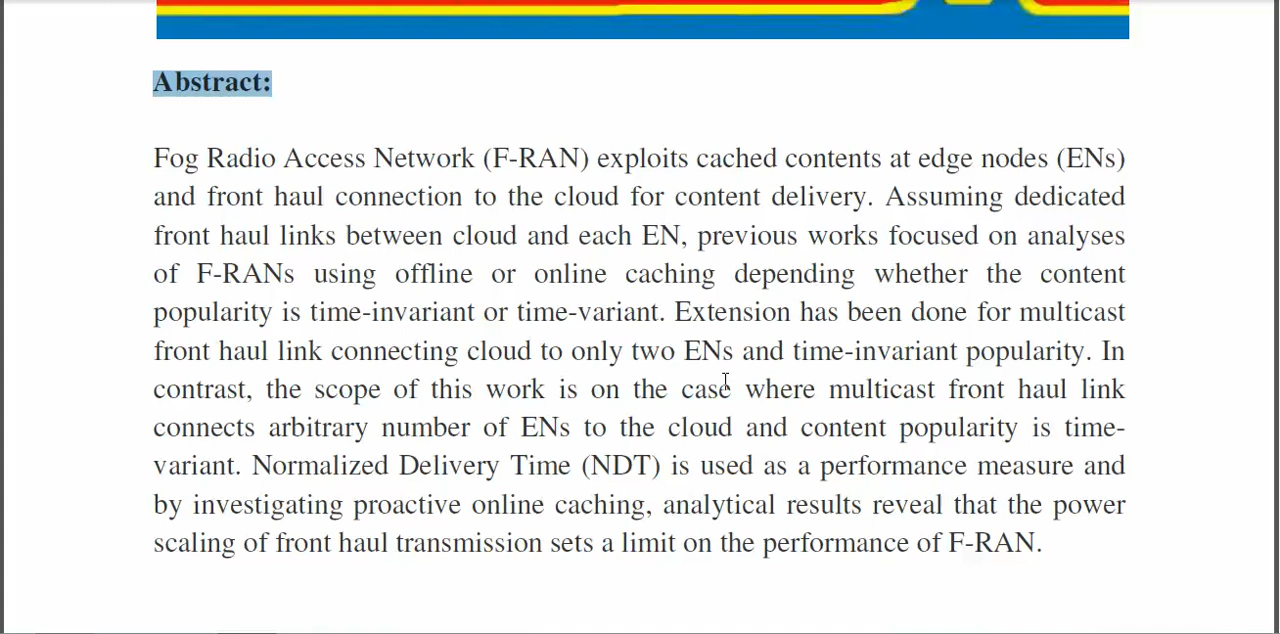 Abstract:
Fog Radio Access Network (F-RAN) exploits cached contents at edge nodes (ENs)
and front haul connection to the cloud for content delivery. Assuming dedicated
front haul links between cloud and each EN, previous works focused on analyses
of F-RANs using offline or online caching depending whether the content
popularity is time-invariant or time-variant. Extension has been done for multicast
front haul link connecting cloud to only two ENs and time-invariant popularity. In
contrast, the scope of this work is on the case where multicast front haul link
connects arbitrary number of ENs to the cloud and content popularity is time-
variant. Normalized Delivery Time (NDT) is used as a performance measure and
by investigating proactive online caching, analytical results reveal that the power
scaling of front haul transmission sets a limit on the performance of F-RAN.